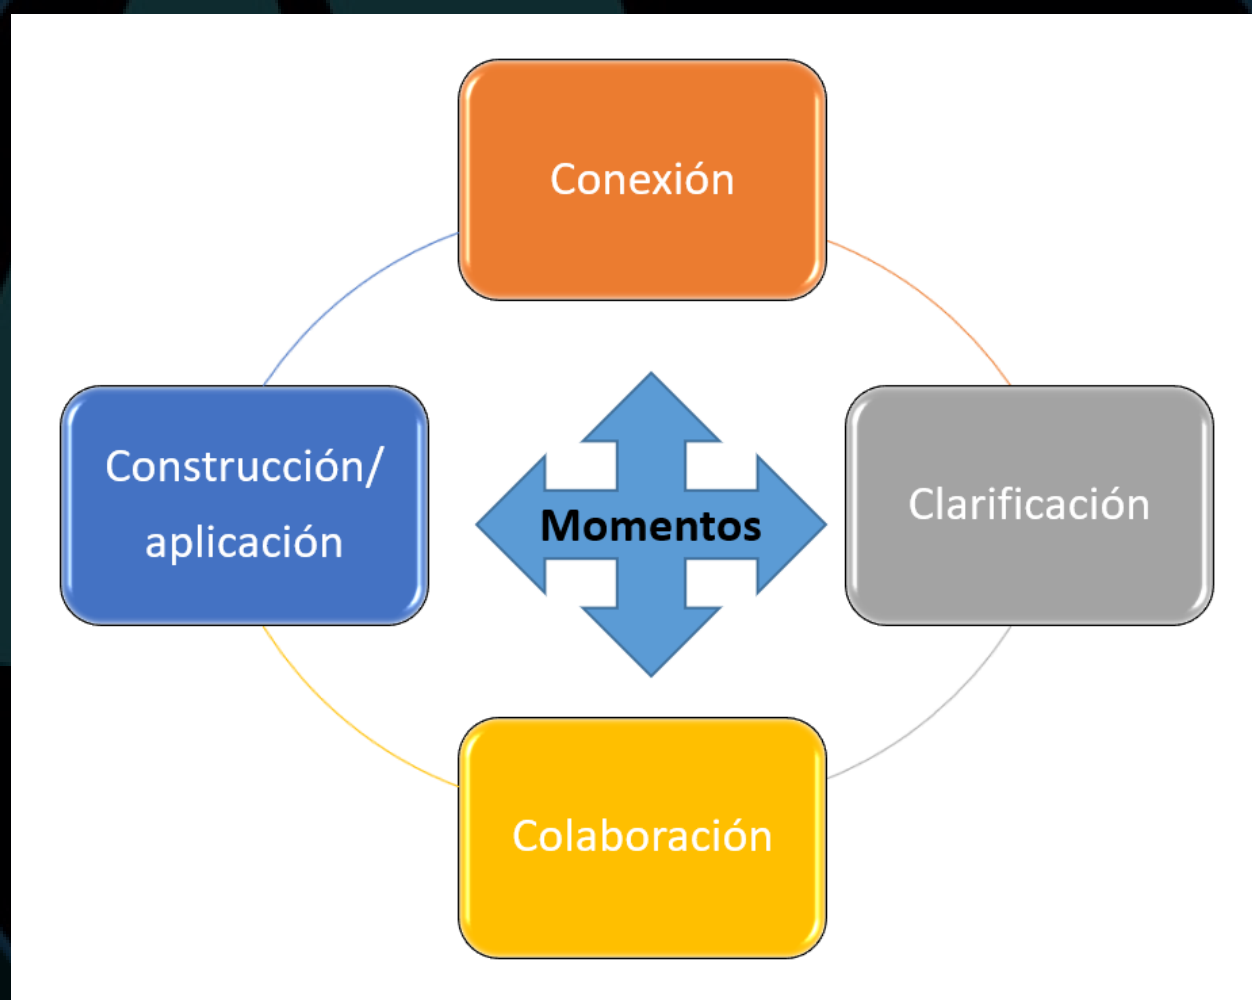 Conexión
Construcción/
aplicación
Momentos
Clarificación
Colaboración